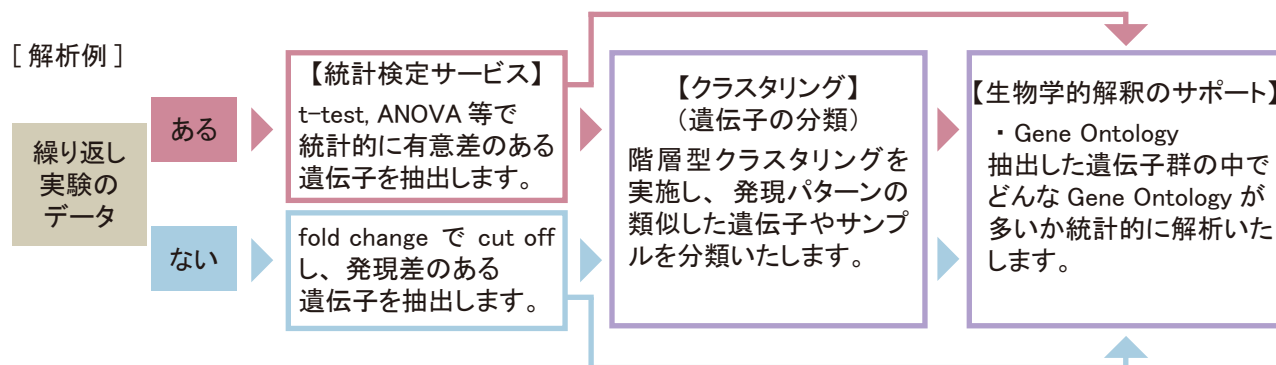 [ 解析例 ]
繰り返し
実験の
データ
ある
【統計検定サービス】
t-test, ANOVA 等で
統計的に有意差のある
遺伝子を抽出します。
ない
fold change で cut off
し、発現差のある
遺伝子を抽出します。
【クラスタリング】
（遺伝子の分類）
階層型クラスタリングを
実施し、発現パターンの
類似した遺伝子やサンプ
ルを分類いたします。
【生物学的解釈のサポート】
・Gene Ontology
抽出した遺伝子群の中で
どんな Gene Ontology が
多いか統計的に解析いた
します。